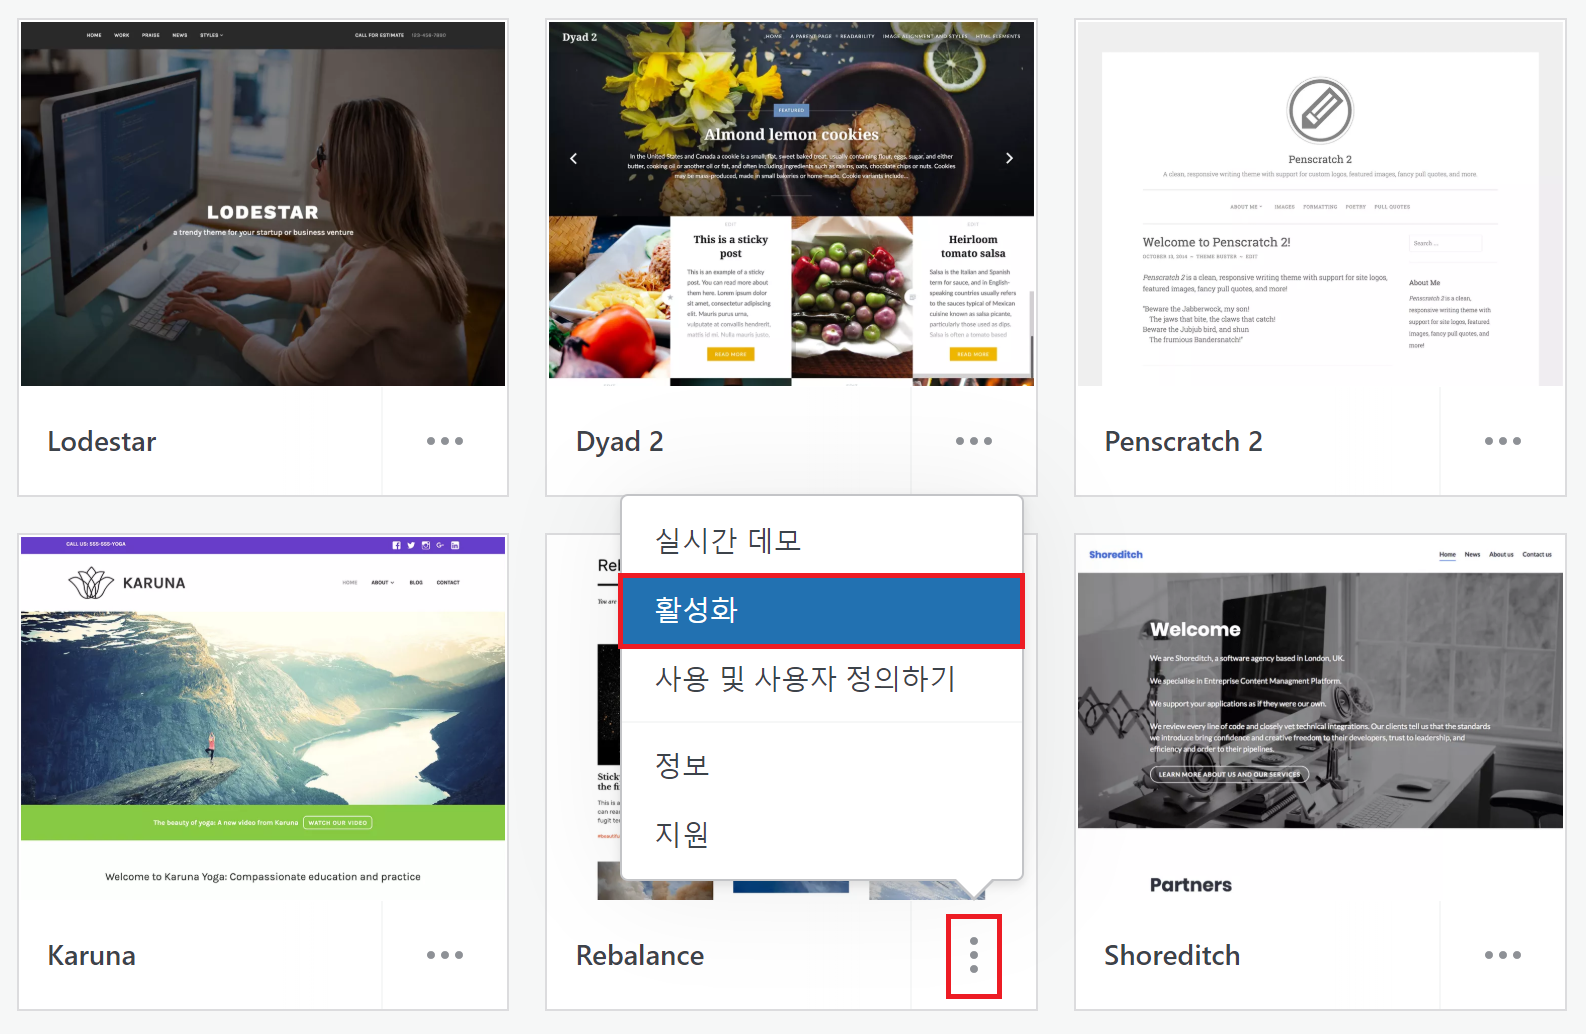 HOME WORK PRAISE NEWS STYLES CALL FOR ESTIMATE 123-456-7890
LODESTAR
a trendy theme for your startup or business venture
Lodestar
Dyad 2
HOME A PARENT PAGE READABILITY IMAGE ALIGNMENT AND STYLES HTML ELEMENTS
FEATURED
Almond lemon cookies
In the United States and Canada a cookie is a small, flat, sweet baked treat, usually containing flour, eggs, sugar, and either
butter, cooking oil or another oil or fat, and often including ingredients such as raisins, oats, chocolate chips or nuts. Cookies
may be mass-produced, made in small bakeries or home-made. Cookie variants include...
EDIT
This is a sticky
post
This is an example of a sticky
post. You can read more about
them here. Lorem ipsum dolor
sit amet, consectetur adipiscing
elit. Mauris purus urna,
vulputate at convallis hendrerit,
mattis id mi. Nulla mauris justo,
READ MORE
EDIT
Heirloom
tomato salsa
Salsa is the Italian and Spanish
term for sauce, and in English-
speaking countries usually refers
to the sauces typical of Mexican
cuisine known as salsa picante,
particularly those used as dips.
Salsa is often a tomato based
READ MORE
Dyad 2
Penscratch 2
A clean, responsive writing theme with support for custom logos, featured images, fancy pull quotes, and more.
ABOUT ME IMAGES FORMATTING POETRY PULL QUOTES
Welcome to Penscratch 2!
OCTOBER 13, 2016 ~ THEME BUSTER ~ EDIT
Penscratch 2 is a clean, responsive writing theme with support for site logos,
featured images, fancy pull quotes, and more!
"Beware the Jabberwock, my son!
The jaws that bite, the claws that catch!
Beware the Jubjub bird, and shun
The frumious Bandersnatch!"
Search ...
About Me
Penscratch 2 is a clean,
responsive writing theme with
support for site logos, featured
images, fancy pull quotes, and
more!
Penscratch 2
CALL US: 555-555-YOGA
KARUNA
HOME ABOUT BLOG CONTACT
The beauty of yoga: A new video from Karuna WATCH OUR VIDEO
Welcome to Karuna Yoga: Compassionate education and practice
Karuna
Rel
You are
Stick
the fi
This is a
can rea
fugit te
#beautifu
실시간 데모
활성화
사용 및 사용자 정의하기
정보
지원
Rebalance
Shoreditch
Home News About us Contact us
Welcome
We are Shoreditch, a software agency based in London, UK.
We specialise in Entreprise Content Managment Platform.
We support your applications as if they were our own.
We review every line of code and closely vet technical integrations. Our clients tell us that the standards
we introduce bring confidence and creative freedom to their developers, trust to leadership, and
efficiency and order to their pipelines.
LEARN MORE ABOUT US AND OUR SERVICES
Partners
Shoreditch